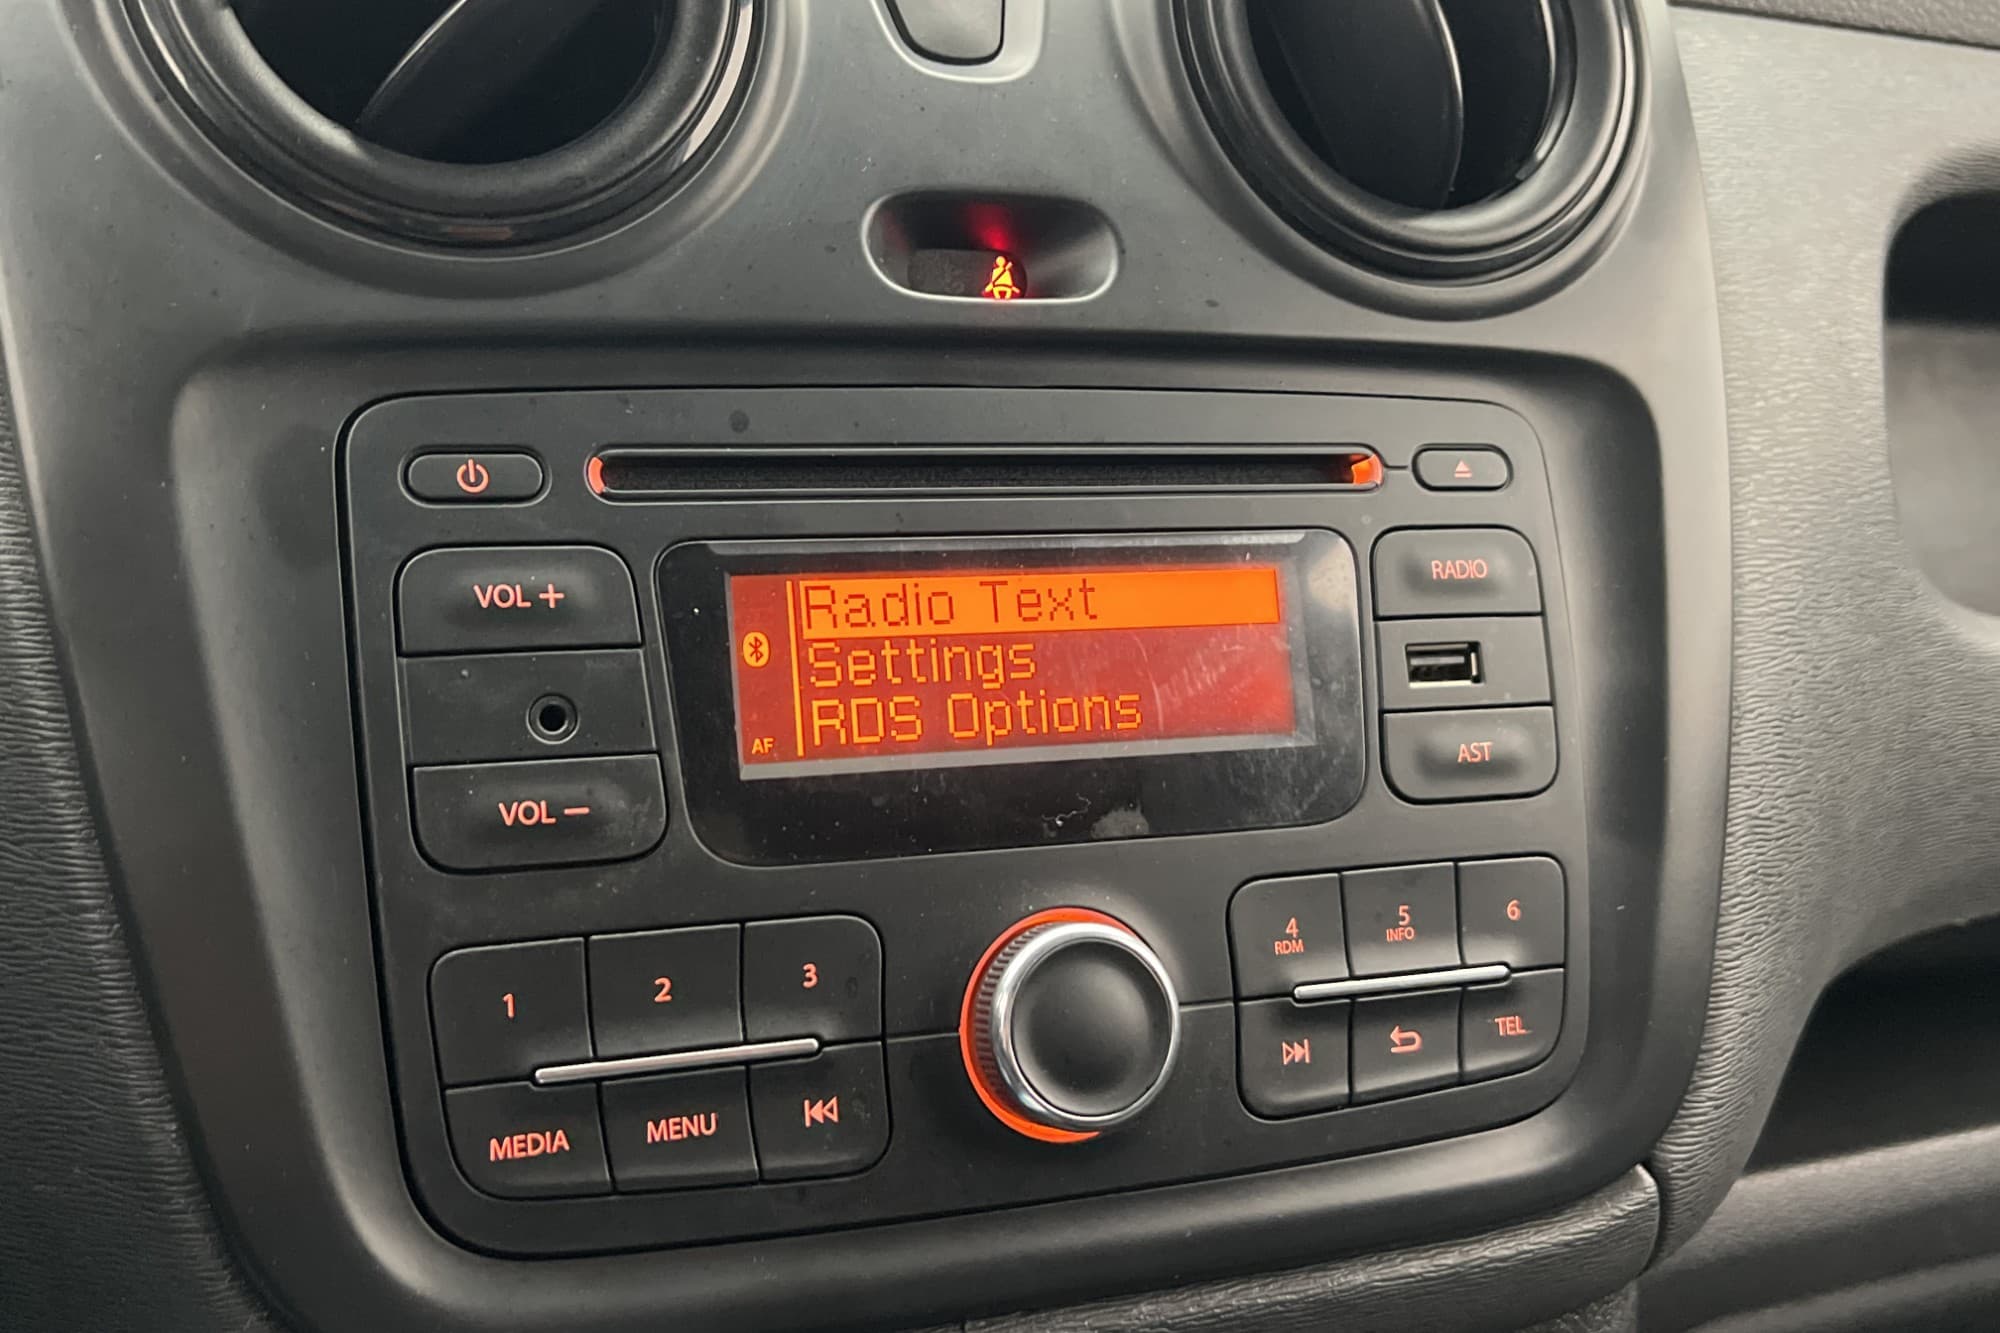 VOL +
VOL −
Radio Text
Settings
RDS Options
AF
RADIO
AST
1
2
3
MEDIA
MENU
4
RDM
5
INFO
6
TEL